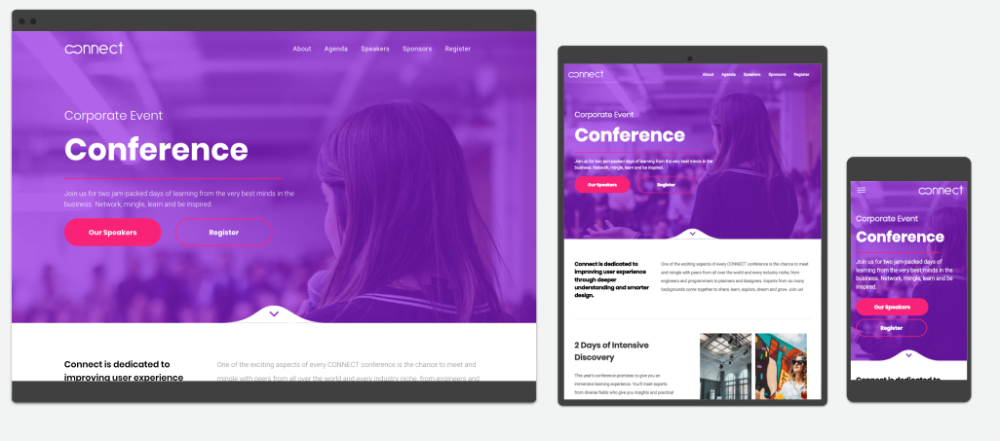 connect
About Agenda Speakers Sponsors Register
Corporate Event
Conference
Join us for two jam-packed days of learning from the very best minds in the
business. Network, mingle, learn and be inspired.
Our Speakers Register
Connect is dedicated to
improving user experience
One of the exciting aspects of every CONNECT conference is the chance to meet and
mingle with peers from all over the world and every industry niche, from engineers and
connect
About Agenda Speakers Sponsors Register
Corporate Event
Conference
Join us for two jam-packed days of learning from the very best minds in the
business. Network, mingle, learn and be inspired.
Our Speakers Register
Connect is dedicated to
improving user experience
through deeper
understanding and smarter
design.
One of the exciting aspects of every CONNECT conference is the chance to meet
and mingle with peers from all over the world and every industry niche, from
engineers and programmers to planners and designers. Experts from so many
backgrounds come together to share, learn, explore, dream and grow. Join us!
2 Days of Intensive
Discovery
This year's conference promises to give you an
immersive learning experience. You'll meet experts
from diverse fields who give you insights and practical
connect
Corporate Event
Conference
Join us for two jam-packed days of
learning from the very best minds in the
business. Network, mingle, learn and be
inspired.
Our Speakers
Register
Connect is dedicated to